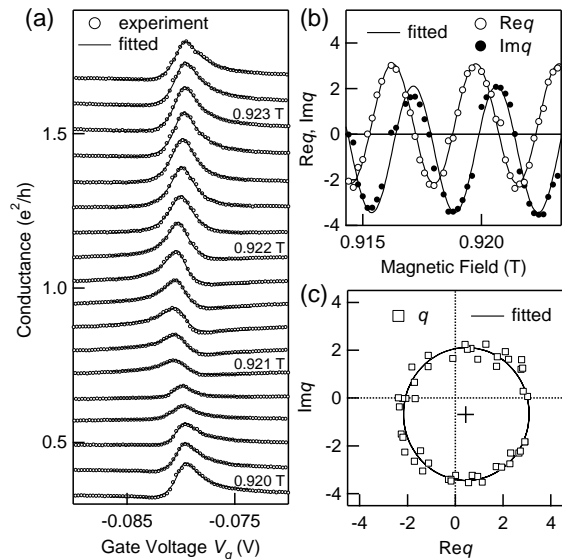 (a)
experiment
fitted
0.923 T
0.922 T
0.921 T
0.920 T
1.5
1.0
0.5
Conductance (e²/h)
-0.085
-0.075
Gate Voltage Vg (V)
(b)
fitted
Req
Imq
4
2
0
-2
-4
Req, Imq
0.915
0.920
Magnetic Field (T)
(c)
q
fitted
4
2
0
-2
-4
Imq
-4
-2
0
2
4
Req